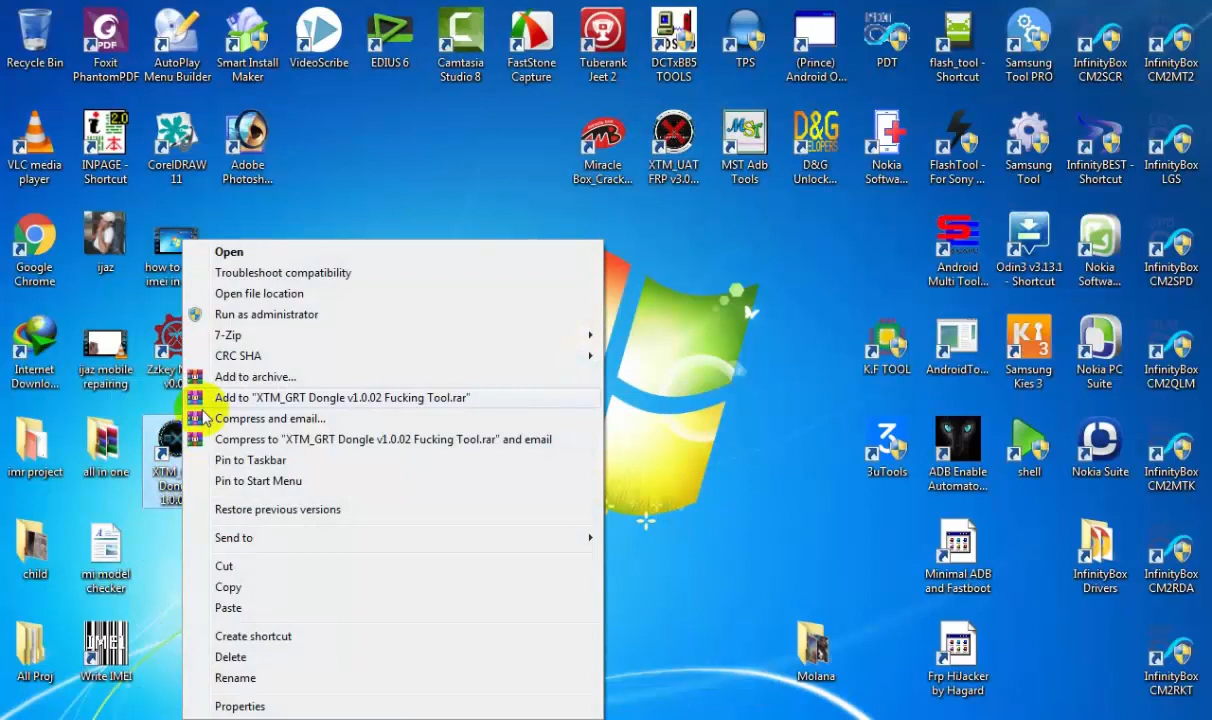 Recycle Bin
Foxit
PhantomPDF
AutoPlay
Menu Builder
Smart Install
Maker
VideoScribe
EDIUS 6
Camtasia
Studio 8
FastStone
Capture
Tuberank
Jeet 2
DCTxBB5
TOOLS
TPS
(Prince)
Android O...
PDT
flash_tool -
Shortcut
Samsung
Tool PRO
InfinityBox
CM2SCR
InfinityBox
CM2MT2
VLC media
player
INPAGE -
Shortcut
CorelDRAW
11
Adobe
Photosh...
Miracle
Box_Crack...
XTM_UAT
FRP v3.0...
MST Adb
Tools
D&G
Unlock...
Nokia
Softwa...
FlashTool -
For Sony ...
Samsung
Tool
InfinityBEST -
Shortcut
InfinityBox
LGS
Google
Chrome
ijaz
how to
imei in
Android
Multi Tool...
Odin3 v3.13.1
- Shortcut
Nokia
Softwa...
InfinityBox
CM2SPD
Internet
Downlo...
ijaz mobile
repairing
Zzkey
v0.
K.F TOOL
AndroidTo...
Samsung
Kies 3
Nokia PC
Suite
InfinityBox
CM2QLM
imr project
all in one
XTM_
Don
1.0.0
3uTools
ADB Enable
Automato...
shell
Nokia Suite
InfinityBox
CM2MTK
child
mi model
checker
Minimal ADB
and Fastboot
InfinityBox
Drivers
InfinityBox
CM2RDA
All Proj
Write IMEI
Molana
Frp HiJacker
by Hagard
InfinityBox
CM2RKT
Open
Troubleshoot compatibility
Open file location
Run as administrator
7-Zip
CRC SHA
Add to archive...
Add to "XTM_GRT Dongle v1.0.02 Fucking Tool.rar"
Compress and email...
Compress to "XTM_GRT Dongle v1.0.02 Fucking Tool.rar" and email
Pin to Taskbar
Pin to Start Menu
Restore previous versions
Send to
Cut
Copy
Paste
Create shortcut
Delete
Rename
Properties